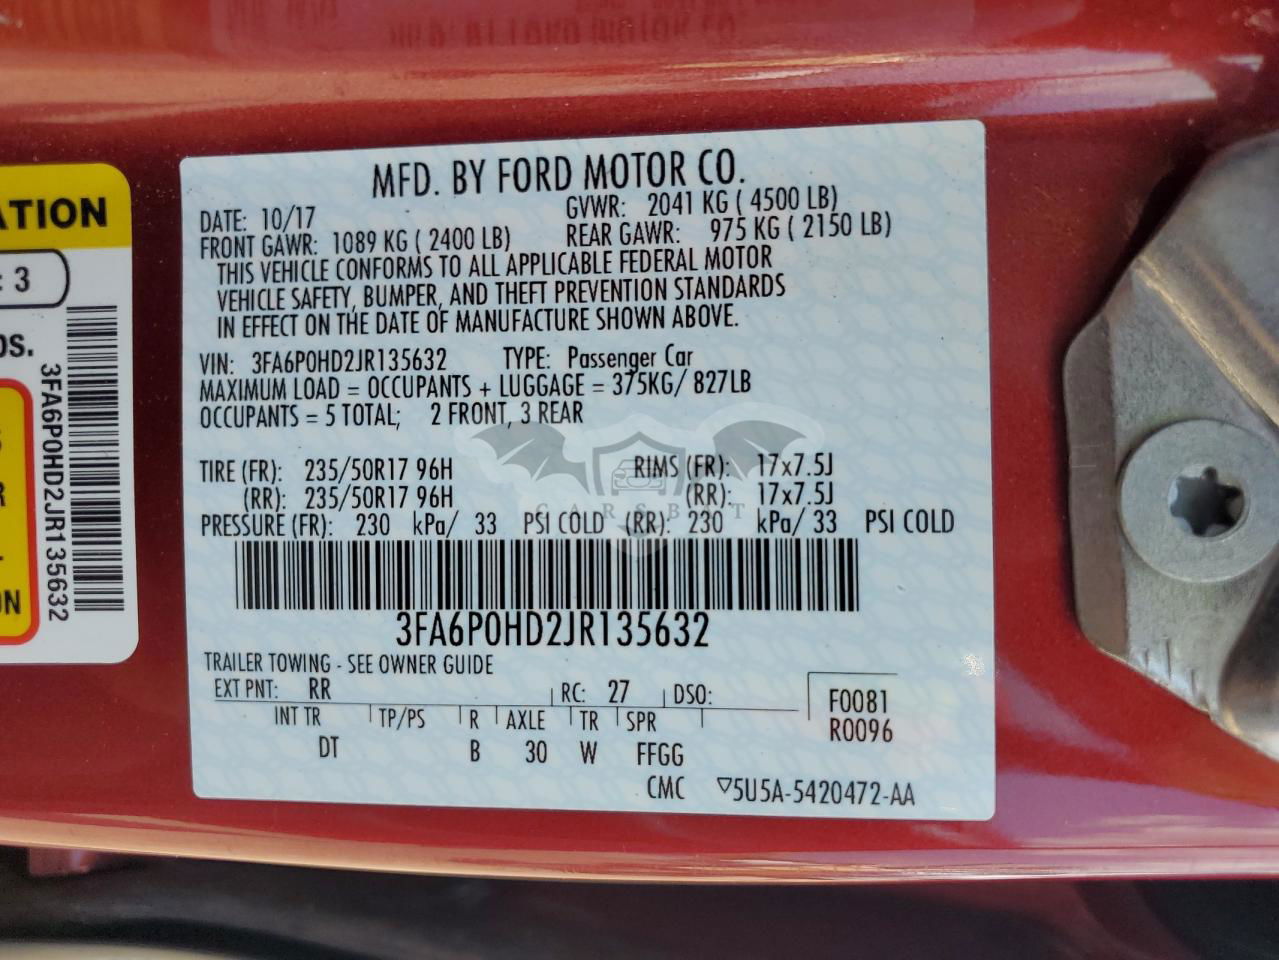 MFD. BY FORD MOTOR CO.
DATE: 10/17 GVWR: 2041 KG ( 4500 LB)
FRONT GAWR: 1089 KG ( 2400 LB) REAR GAWR: 975 KG ( 2150 LB)
THIS VEHICLE CONFORMS TO ALL APPLICABLE FEDERAL MOTOR
VEHICLE SAFETY, BUMPER, AND THEFT PREVENTION STANDARDS
IN EFFECT ON THE DATE OF MANUFACTURE SHOWN ABOVE.
VIN: 3FA6P0HD2JR135632 TYPE: Passenger Car
MAXIMUM LOAD = OCCUPANTS + LUGGAGE = 375KG/ 827LB
OCCUPANTS = 5 TOTAL; 2 FRONT, 3 REAR
TIRE (FR): 235/50R17 96H RIMS (FR): 17x7.5J
(RR): 235/50R17 96H (RR): 17x7.5J
CARSBAT
PRESSURE (FR): 230 kPa/ 33 PSI COLD (RR): 230 kPa/ 33 PSI COLD
3FA6P0HD2JR135632
TRAILER TOWING - SEE OWNER GUIDE
EXT PNT: RR RC: 27 DSO:
INT TR TP/PS R AXLE TR SPR
DT B 30 W FFGG
F0081
R0096
CMC ▽5U5A-5420472-AA
ATION
: 3
OS.
3FA6P0HD2JR135632
S
R
L
ON